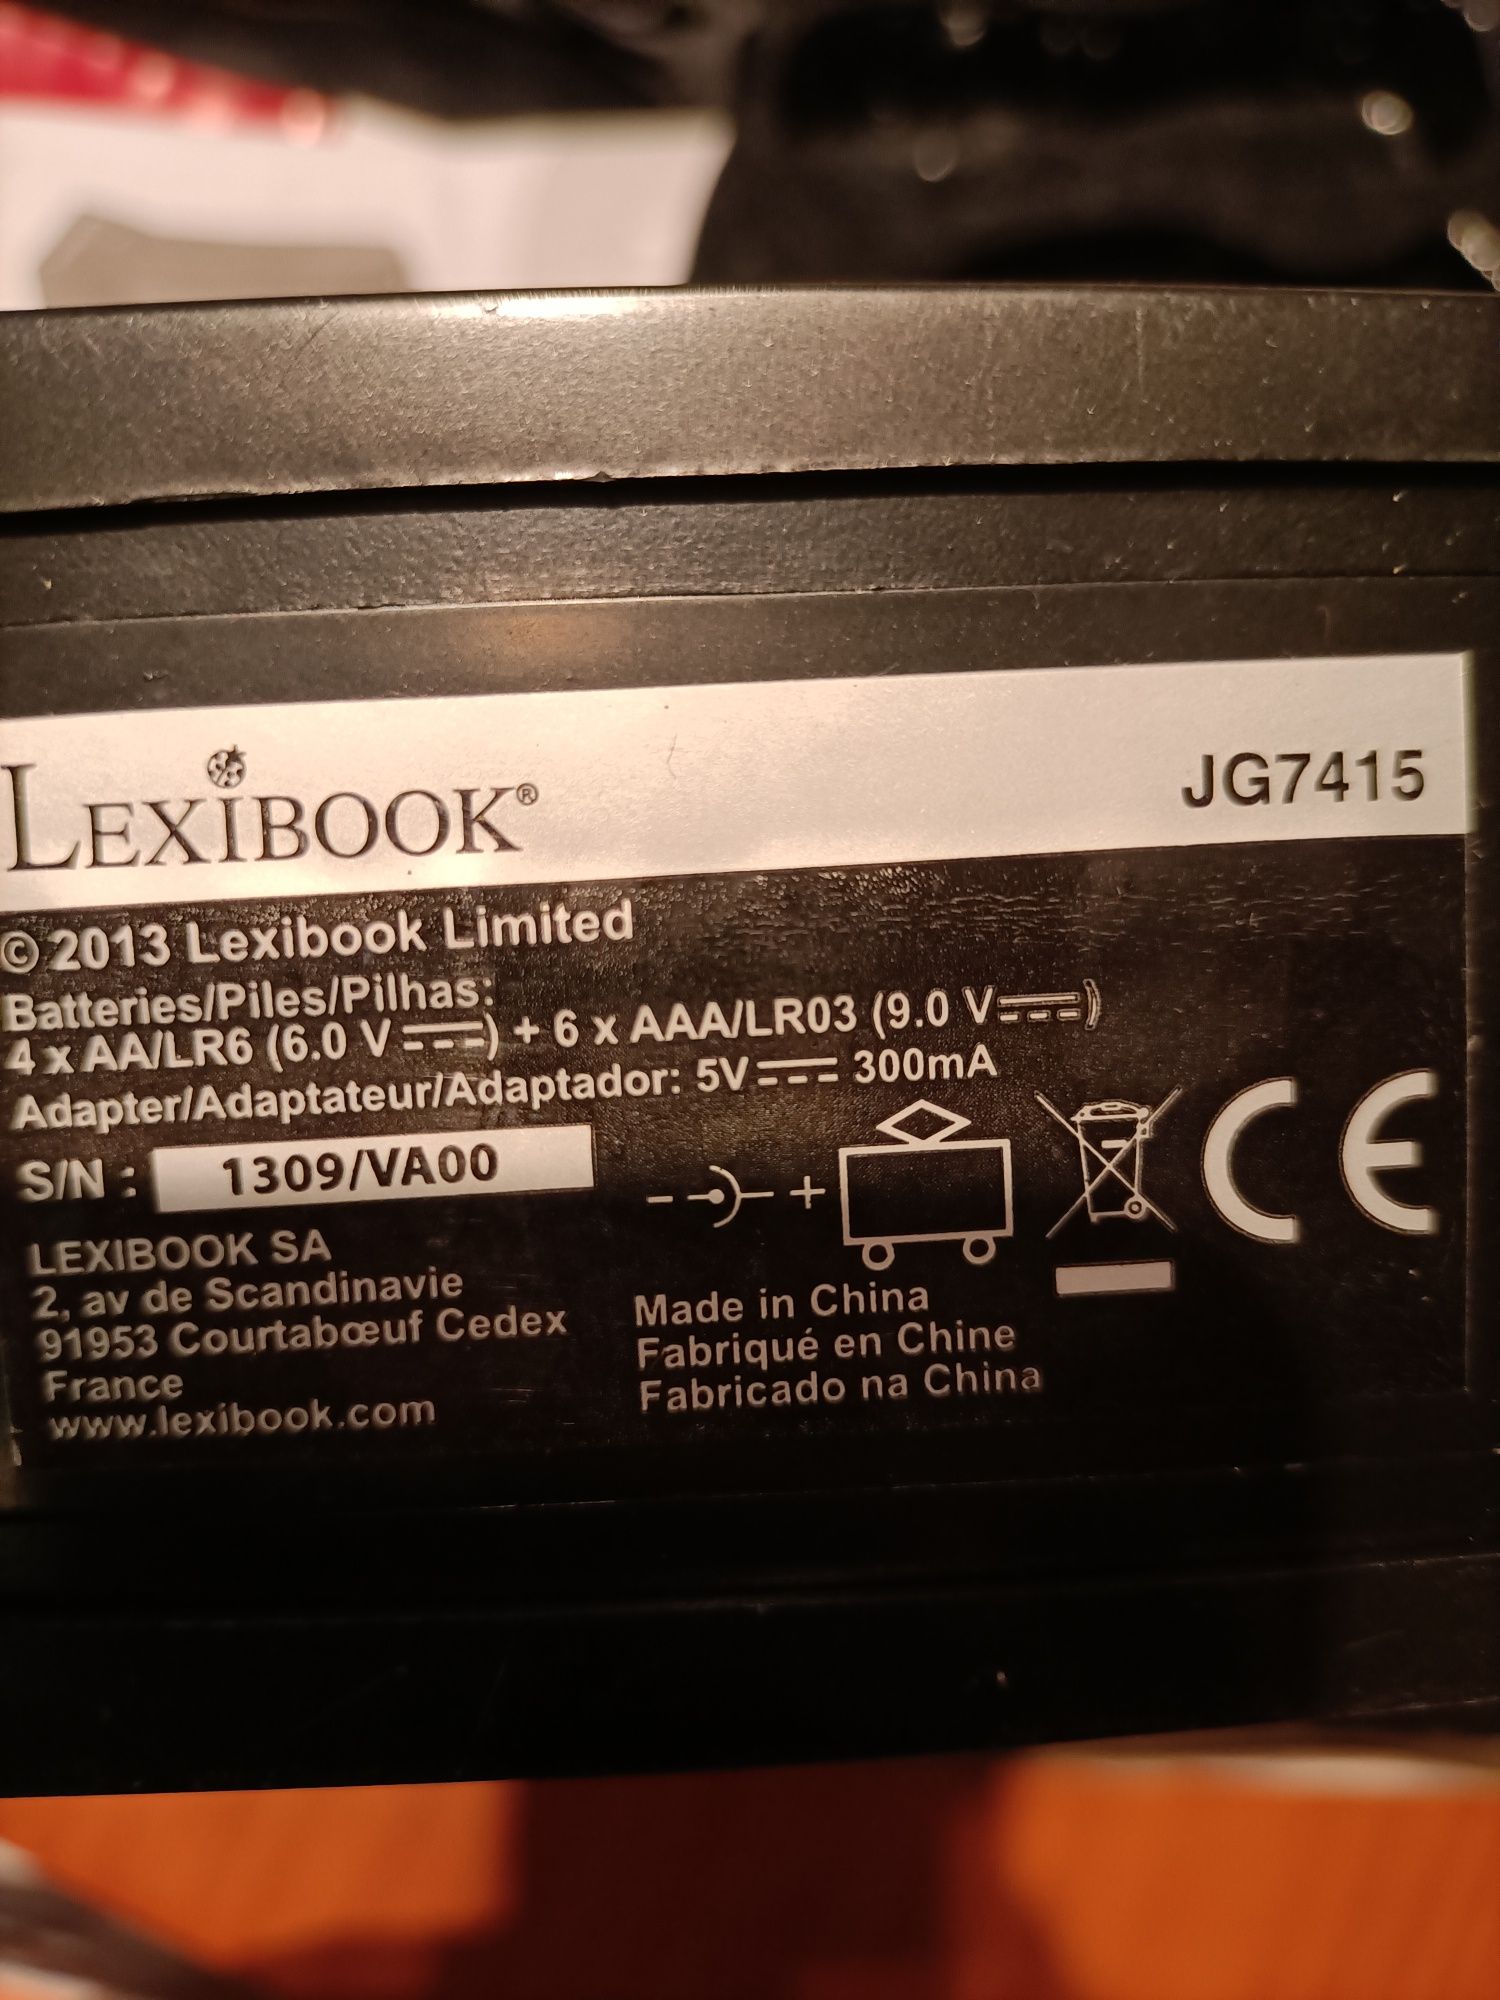 LEXIBOOK®
JG7415
© 2013 Lexibook Limited
Batteries/Piles/Pilhas:
4 x AA/LR6 (6.0 V ⎓) + 6 x AAA/LR03 (9.0 V ⎓)
Adapter/Adaptateur/Adaptador: 5V ⎓ 300mA
S/N : 1309/VA00
- +
CE
LEXIBOOK SA
2, av de Scandinavie
91953 Courtabœuf Cedex
France
www.lexibook.com
Made in China
Fabriqué en Chine
Fabricado na China